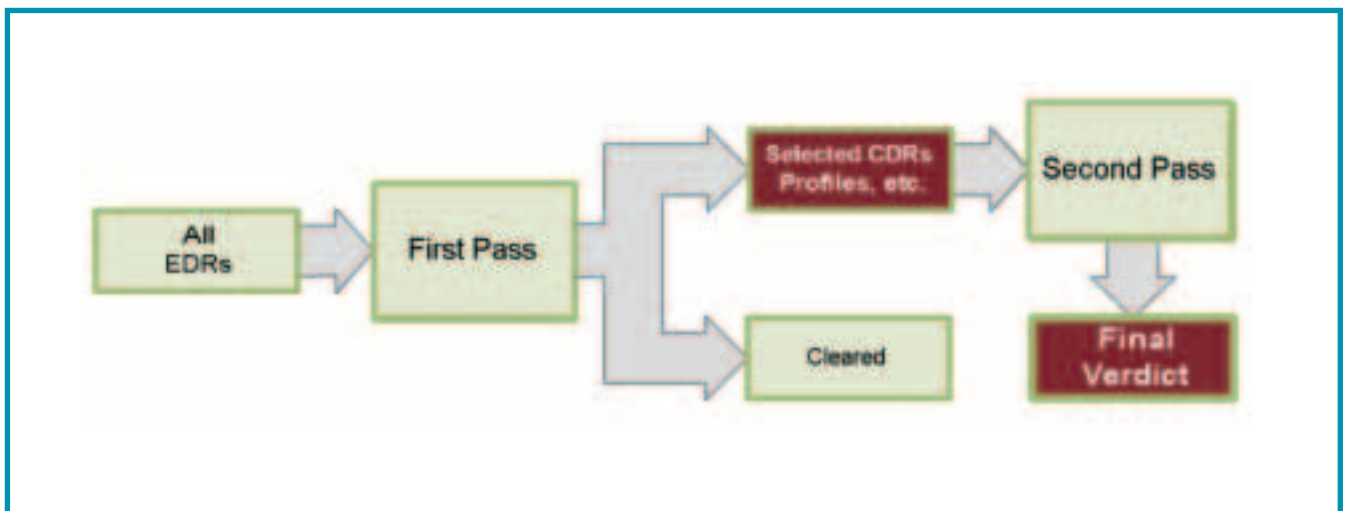 All
EDRs
First Pass
Selected CDRs
Profiles, etc.
Second Pass
Cleared
Final
Verdict